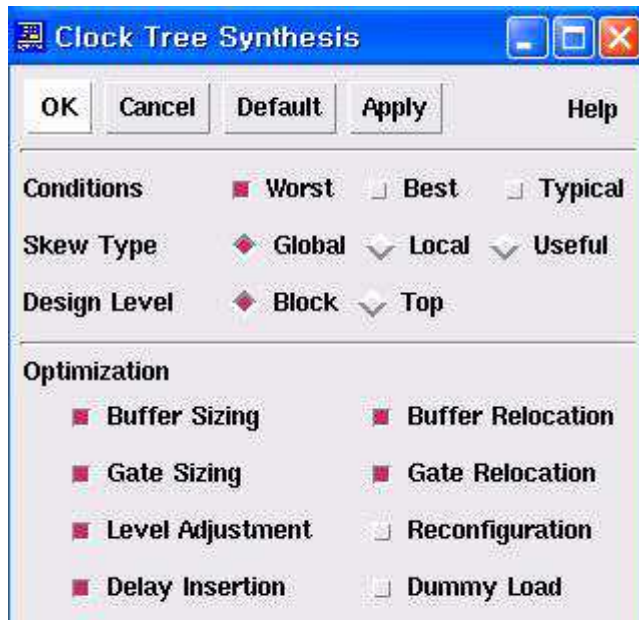 Clock Tree Synthesis
OK Cancel Default Apply Help
Conditions Worst Best Typical
Skew Type Global Local Useful
Design Level Block Top
Optimization
Buffer Sizing Buffer Relocation
Gate Sizing Gate Relocation
Level Adjustment Reconfiguration
Delay Insertion Dummy Load